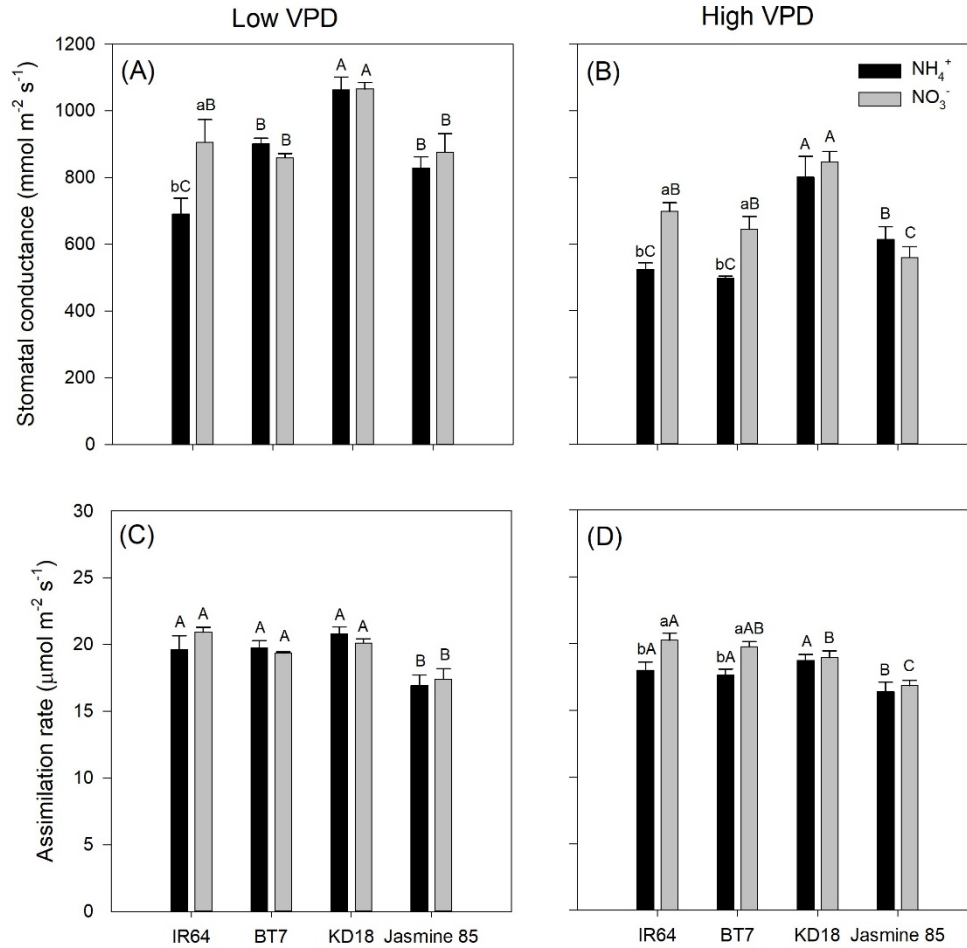 Low VPD
High VPD
Stomatal conductance (mmol m⁻² s⁻¹)
1200
1000
800
600
400
200
0
(A)
bC
aB
B
B
A
A
B
B
(B)
NH₄⁺
NO₃⁻
bC
aB
bC
aB
A
A
B
C
Assimilation rate (μmol m⁻² s⁻¹)
30
25
20
15
10
5
0
(C)
A
A
A
A
A
A
B
B
IR64 BT7 KD18 Jasmine 85
(D)
bA
aA
bA
aAB
A
B
B
C
IR64 BT7 KD18 Jasmine 85